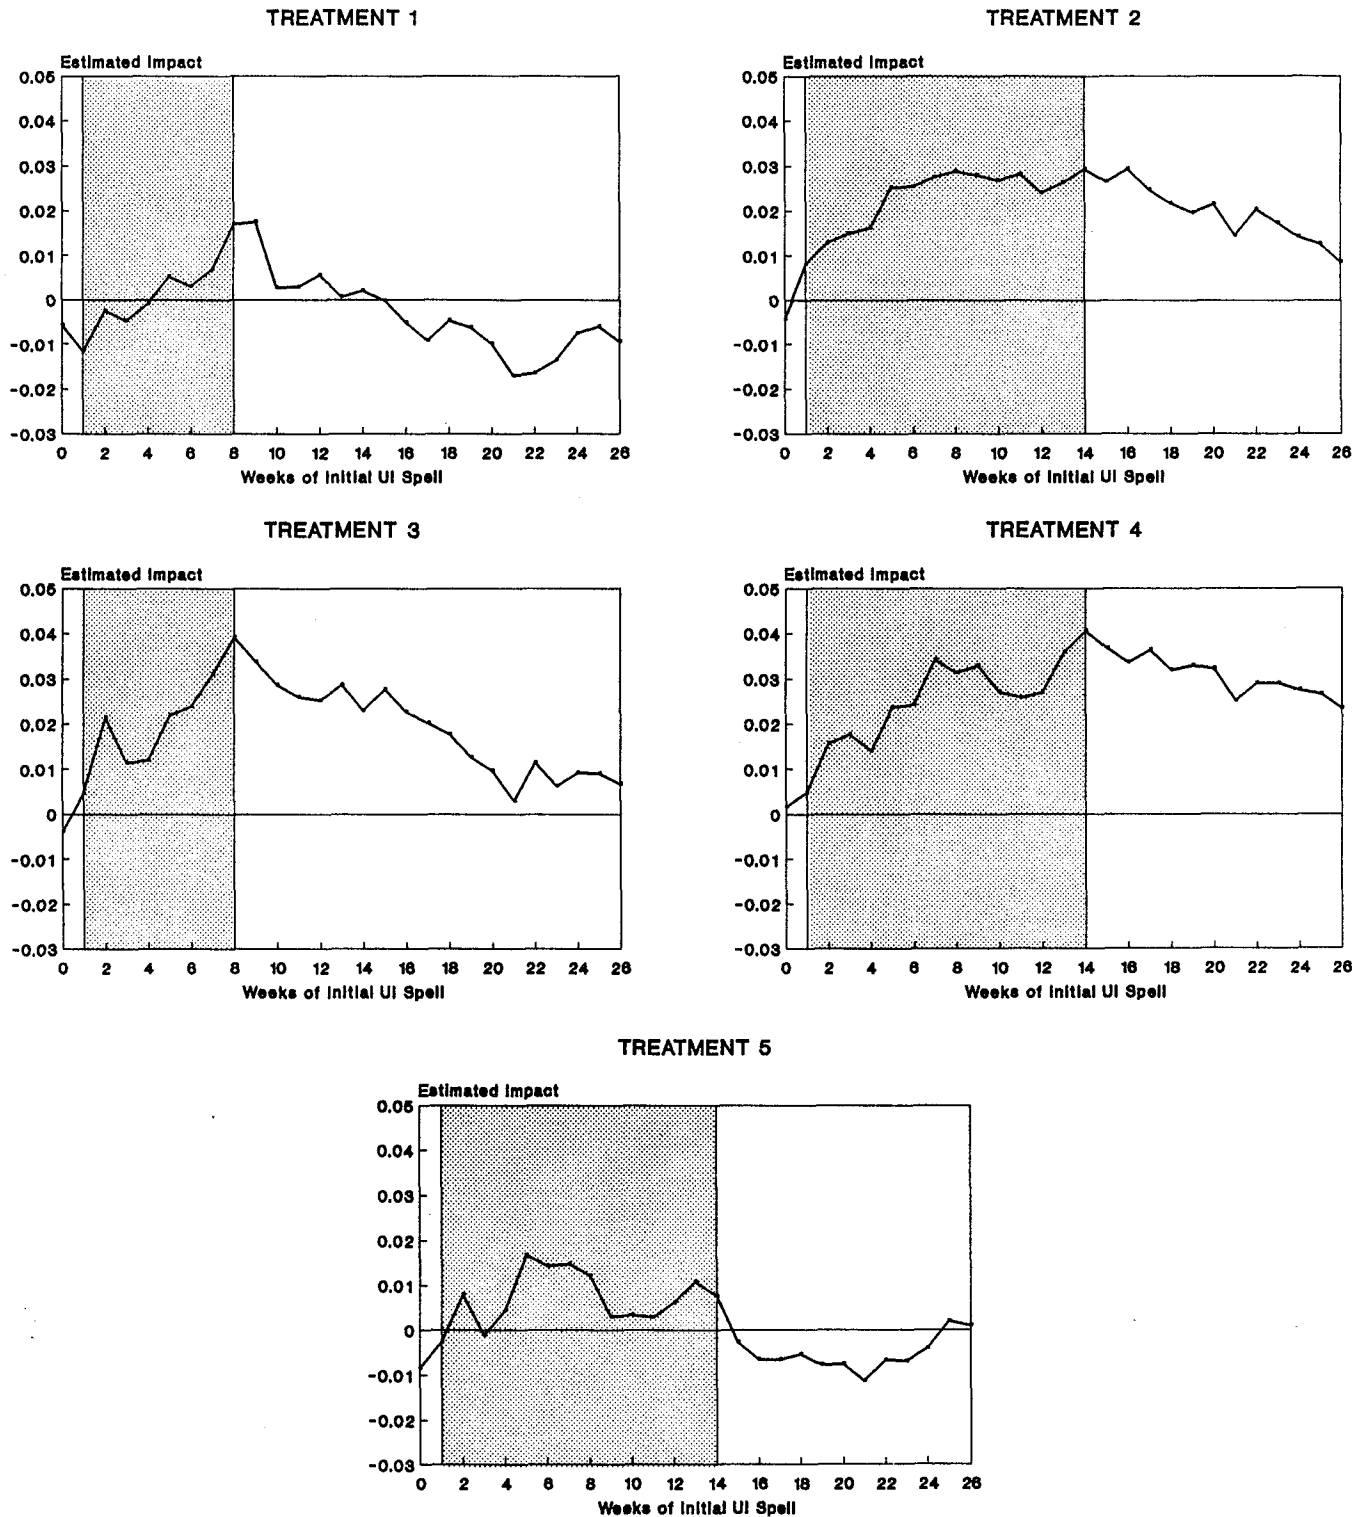 TREATMENT 1
Estimated Impact
0.05
0.04
0.03
0.02
0.01
0
-0.01
-0.02
-0.03
0 2 4 6 8 10 12 14 16 18 20 22 24 26
Weeks of Initial UI Spell
TREATMENT 2
Estimated Impact
0.05
0.04
0.03
0.02
0.01
0
-0.01
-0.02
-0.03
0 2 4 6 8 10 12 14 16 18 20 22 24 26
Weeks of Initial UI Spell
TREATMENT 3
Estimated Impact
0.05
0.04
0.03
0.02
0.01
0
-0.01
-0.02
-0.03
0 2 4 6 8 10 12 14 16 18 20 22 24 26
Weeks of Initial UI Spell
TREATMENT 4
Estimated Impact
0.05
0.04
0.03
0.02
0.01
0
-0.01
-0.02
-0.03
0 2 4 6 8 10 12 14 16 18 20 22 24 26
Weeks of Initial UI Spell
TREATMENT 5
Estimated Impact
0.05
0.04
0.03
0.02
0.01
0
-0.01
-0.02
-0.03
0 2 4 6 8 10 12 14 16 18 20 22 24 26
Weeks of Initial UI Spell